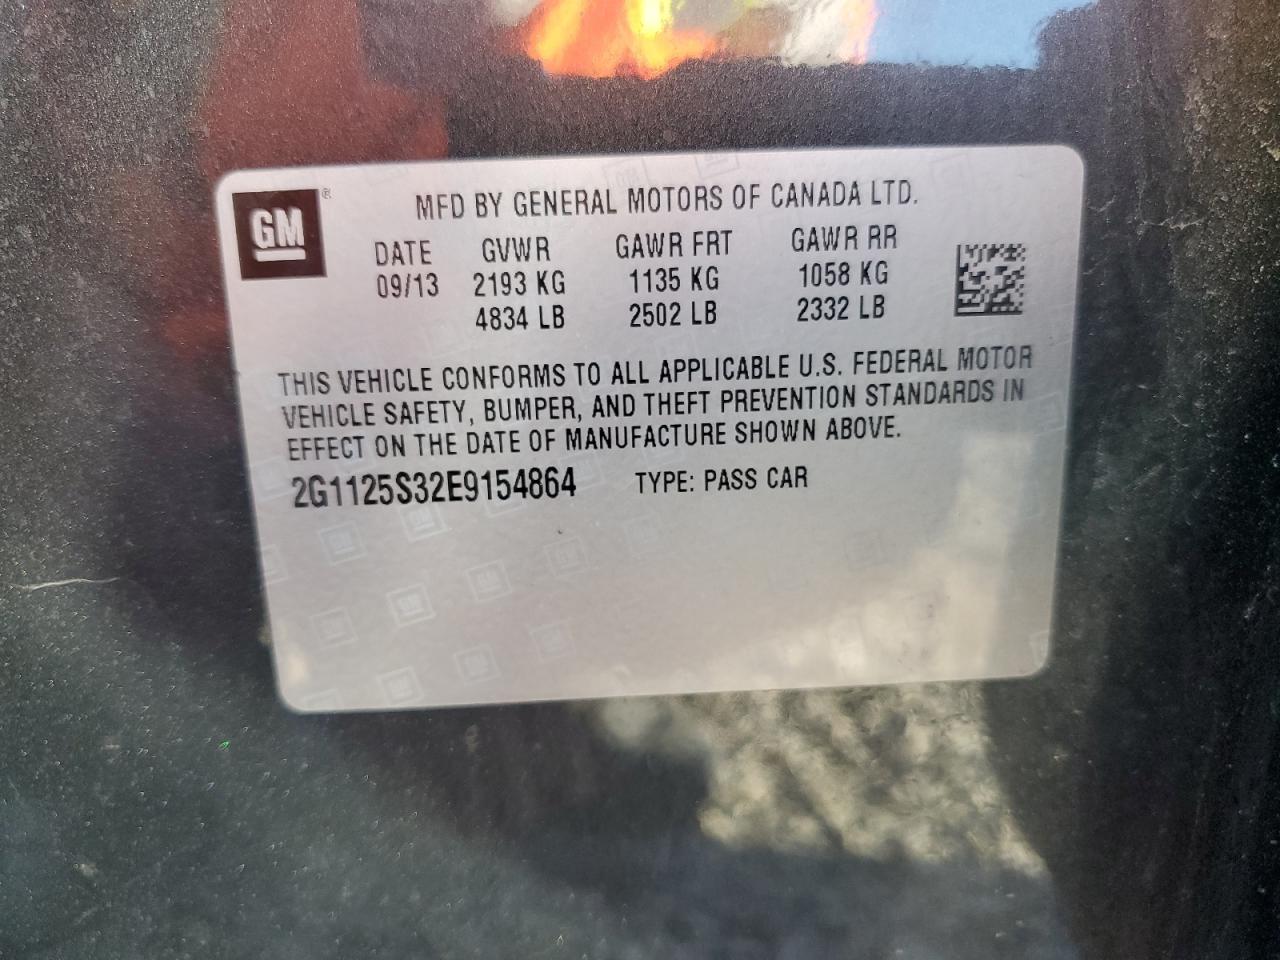 GM ®
MFD BY GENERAL MOTORS OF CANADA LTD.
DATE GVWR GAWR FRT GAWR RR
09/13 2193 KG 1135 KG 1058 KG
4834 LB 2502 LB 2332 LB
THIS VEHICLE CONFORMS TO ALL APPLICABLE U.S. FEDERAL MOTOR
VEHICLE SAFETY, BUMPER, AND THEFT PREVENTION STANDARDS IN
EFFECT ON THE DATE OF MANUFACTURE SHOWN ABOVE.
2G1125S32E9154864 TYPE: PASS CAR